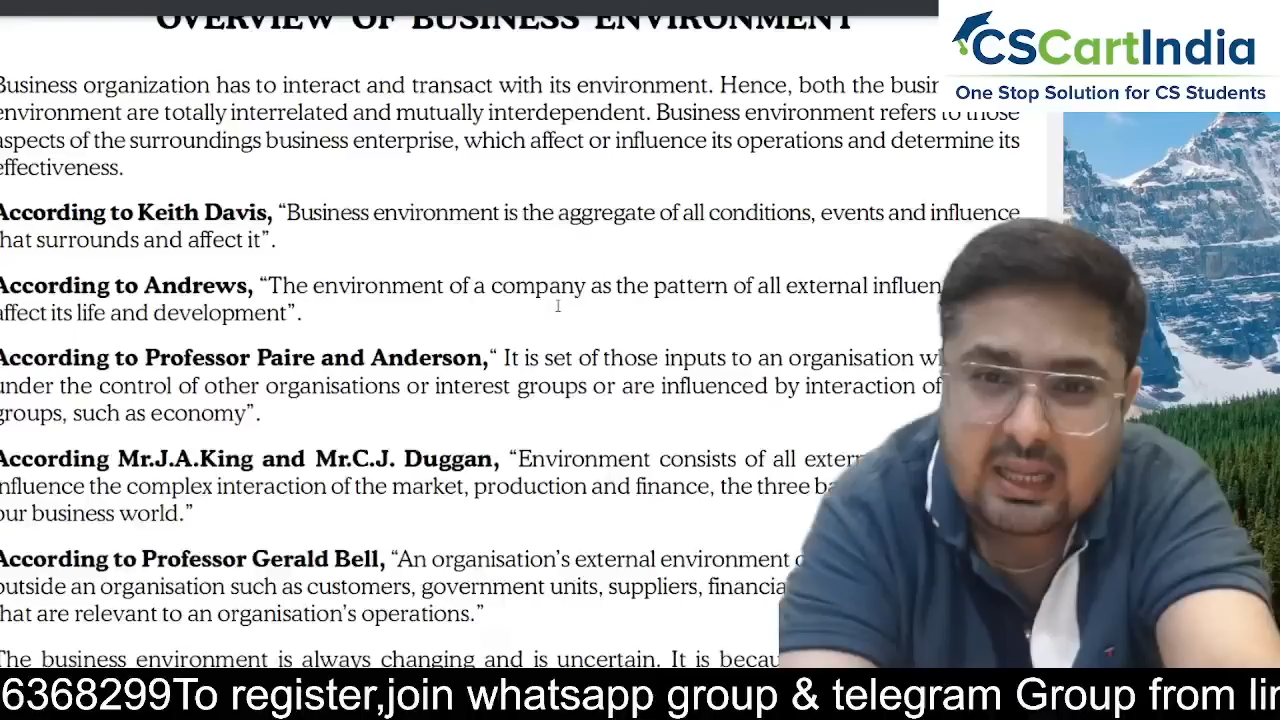 OVERVIEW OF BUSINESS ENVIRONMENT
CSCartIndia
One Stop Solution for CS Students
Business organization has to interact and transact with its environment. Hence, both the
environment are totally interrelated and mutually interdependent. Business environment refers to those
aspects of the surroundings business enterprise, which affect or influence its operations and determine its
effectiveness.
According to Keith Davis, “Business environment is the aggregate of all conditions, events and influence
surrounds and affect it”.
According to Andrews, “The environment of a company as the pattern of all external
affect its life and development”.
According to Professor Paire and Anderson,“ It is set of those inputs to an organisation
under the control of other organisations or interest groups or are influenced by interaction of
groups, such as economy”.
According Mr.J.A.King and Mr.C.J. Duggan, “Environment consists of all
influence the complex interaction of the market, production and finance, the three
our business world.”
According to Professor Gerald Bell, “An organisation’s external environment
outside an organisation such as customers, government units, suppliers,
that are relevant to an organisation’s operations.”
The business environment is always changing and is uncertain. It is
6368299To register,join whatsapp group & telegram Group from